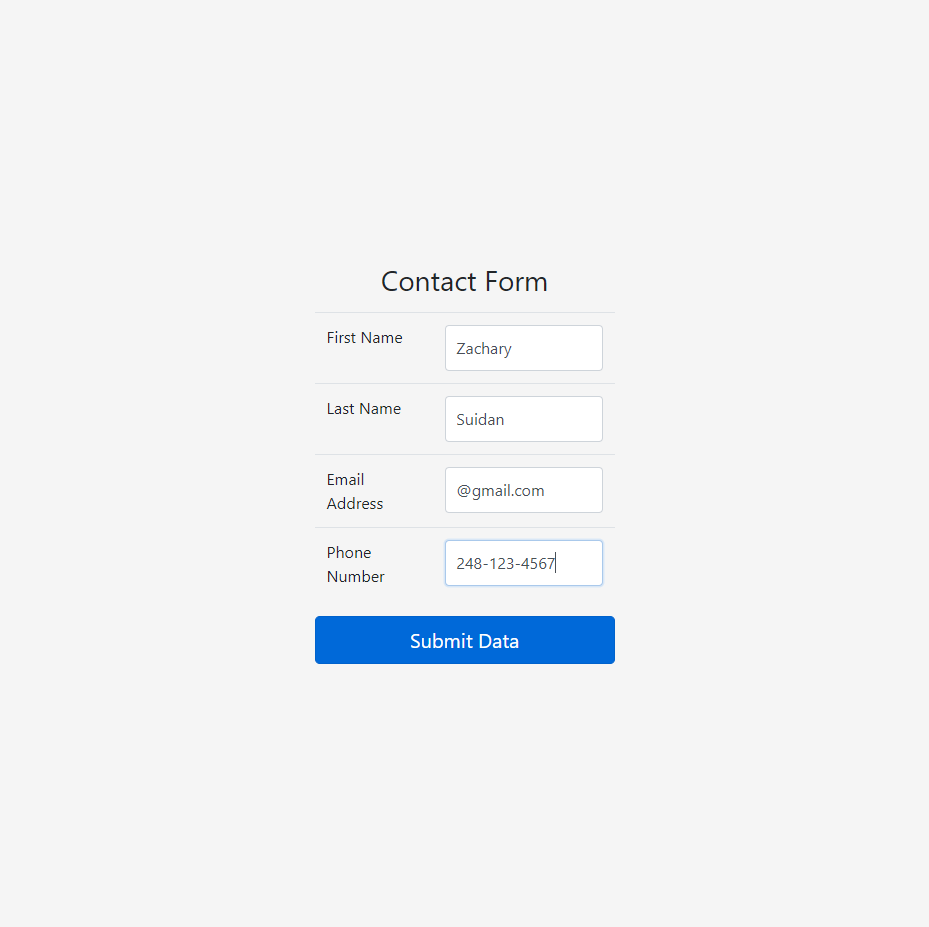 Contact Form
First Name
Zachary
Last Name
Suidan
Email
Address
@gmail.com
Phone
Number
248-123-4567
Submit Data